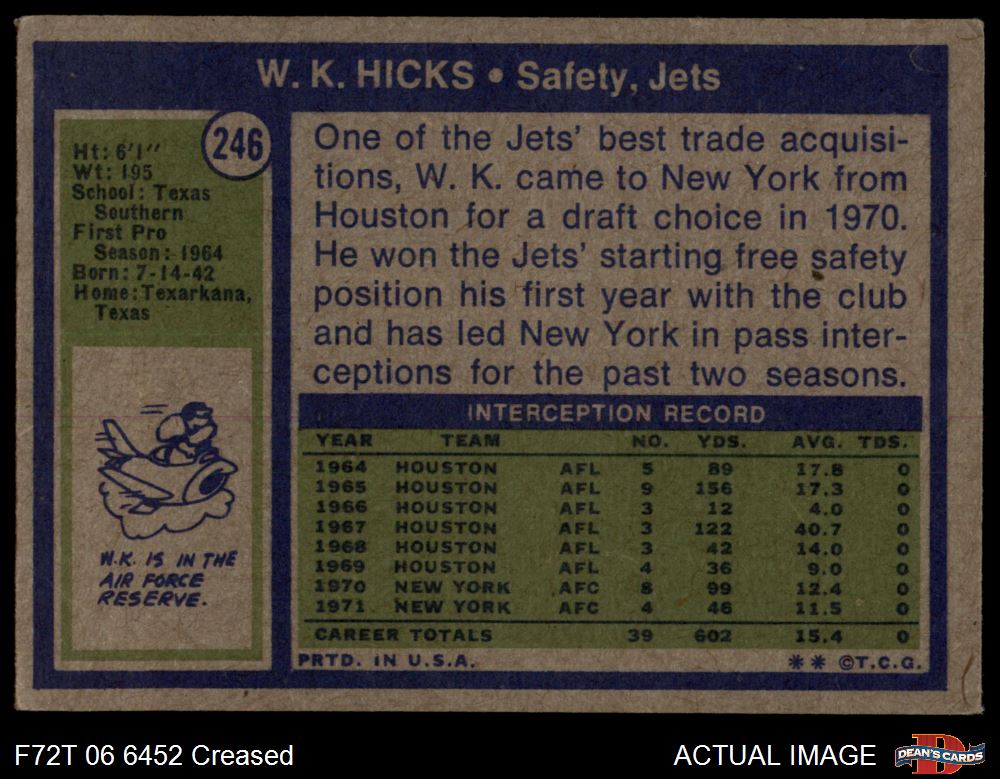 W. K. HICKS • Safety, Jets
246
Ht: 6'1"
Wt: 195
School: Texas
Southern
First Pro
Season: 1964
Born: 7-14-42
Home: Texarkana,
Texas
W.K. IS IN THE
AIR FORCE
RESERVE.
One of the Jets' best trade acquisi-
tions, W. K. came to New York from
Houston for a draft choice in 1970.
He won the Jets' starting free safety
position his first year with the club
and has led New York in pass inter-
ceptions for the past two seasons.
INTERCEPTION RECORD
YEAR TEAM NO. YDS. AVG. TDS.
1964 HOUSTON AFL 5 89 17.8 0
1965 HOUSTON AFL 9 156 17.3 0
1966 HOUSTON AFL 3 12 4.0 0
1967 HOUSTON AFL 3 122 40.7 0
1968 HOUSTON AFL 3 42 14.0 0
1969 HOUSTON AFL 4 36 9.0 0
1970 NEW YORK AFC 8 99 12.4 0
1971 NEW YORK AFC 4 46 11.5 0
CAREER TOTALS 39 602 15.4 0
PRTD. IN U.S.A. ** ©T.C.G.
F72T 06 6452 Creased
ACTUAL IMAGE
D
DEAN'S CARDS